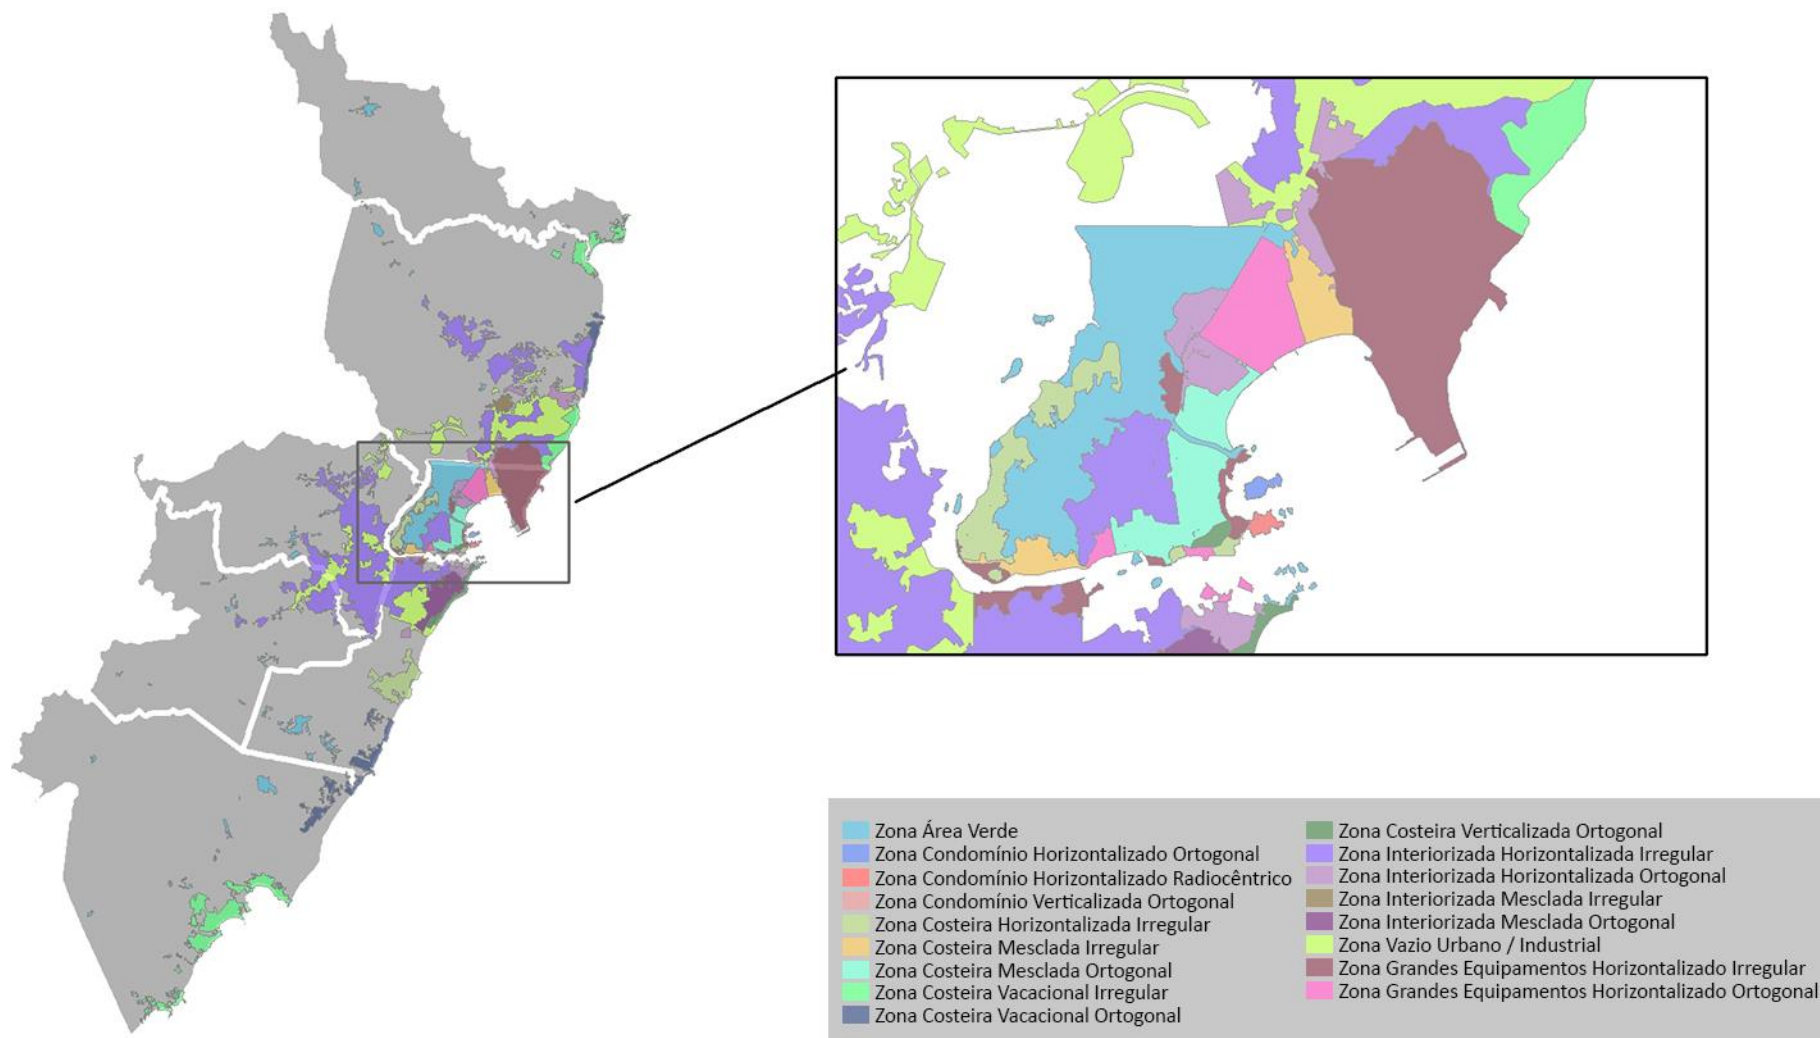 Zona Área Verde
Zona Condomínio Horizontalizado Ortogonal
Zona Condomínio Horizontalizado Radiocêntrico
Zona Condomínio Verticalizada Ortogonal
Zona Costeira Horizontalizada Irregular
Zona Costeira Mesclada Irregular
Zona Costeira Mesclada Ortogonal
Zona Costeira Vacacional Irregular
Zona Costeira Vacacional Ortogonal
Zona Costeira Verticalizada Ortogonal
Zona Interiorizada Horizontalizada Irregular
Zona Interiorizada Horizontalizada Ortogonal
Zona Interiorizada Mesclada Irregular
Zona Interiorizada Mesclada Ortogonal
Zona Vazio Urbano / Industrial
Zona Grandes Equipamentos Horizontalizado Irregular
Zona Grandes Equipamentos Horizontalizado Ortogonal